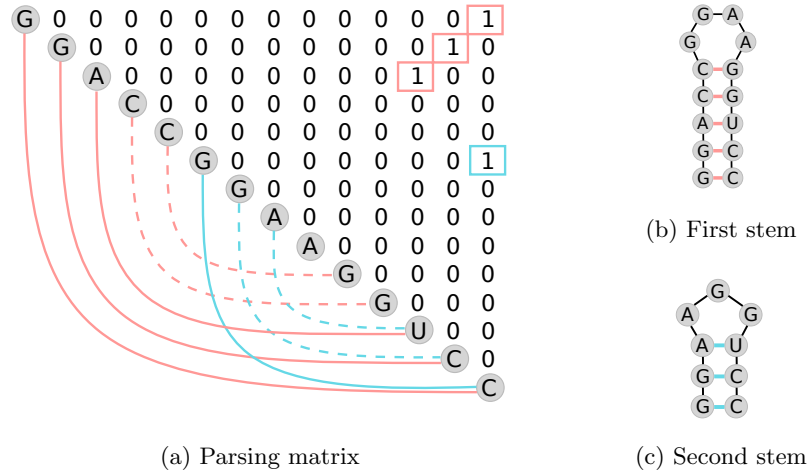 G 0 0 0 0 0 0 0 0 0 0 0 0 1
G 0 0 0 0 0 0 0 0 0 0 1 0
A 0 0 0 0 0 0 0 0 1 0 0
C 0 0 0 0 0 0 0 0 0 0
C 0 0 0 0 0 0 0 0 0
G 0 0 0 0 0 0 0 1
G 0 0 0 0 0 0 0
A 0 0 0 0 0 0
A 0 0 0 0 0
G 0 0 0 0
G 0 0 0
U 0 0
C 0
C
(a) Parsing matrix
G A
G A
C G
C G
A U
G C
G C
(b) First stem
G
A G
A U
G C
G C
(c) Second stem